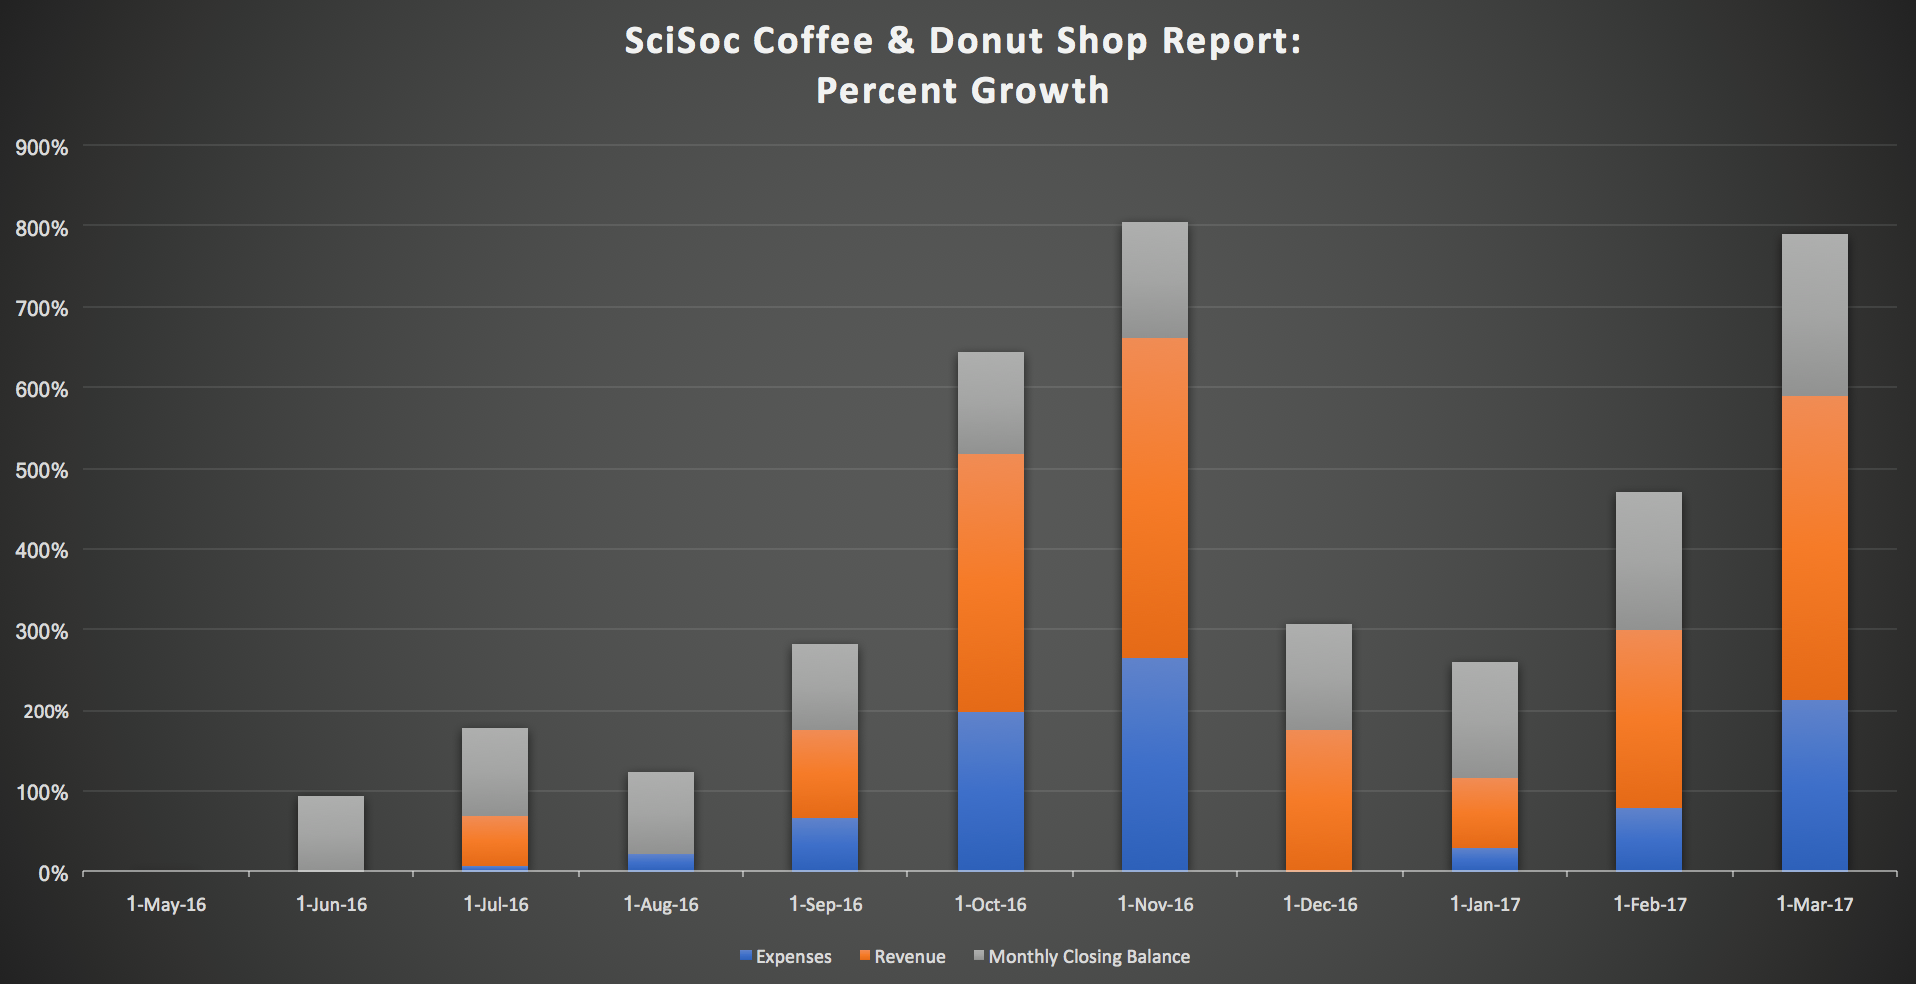 SciSoc Coffee & Donut Shop Report:
Percent Growth
900%
800%
700%
600%
500%
400%
300%
200%
100%
0%
1-May-16 1-Jun-16 1-Jul-16 1-Aug-16 1-Sep-16 1-Oct-16 1-Nov-16 1-Dec-16 1-Jan-17 1-Feb-17 1-Mar-17
Expenses Revenue Monthly Closing Balance